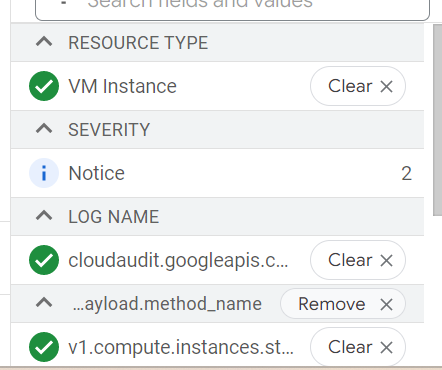 Search fields and values
RESOURCE TYPE
VM Instance Clear
SEVERITY
Notice 2
LOG NAME
cloudaudit.googleapis.c... Clear
...ayload.method_name Remove
v1.compute.instances.st... Clear